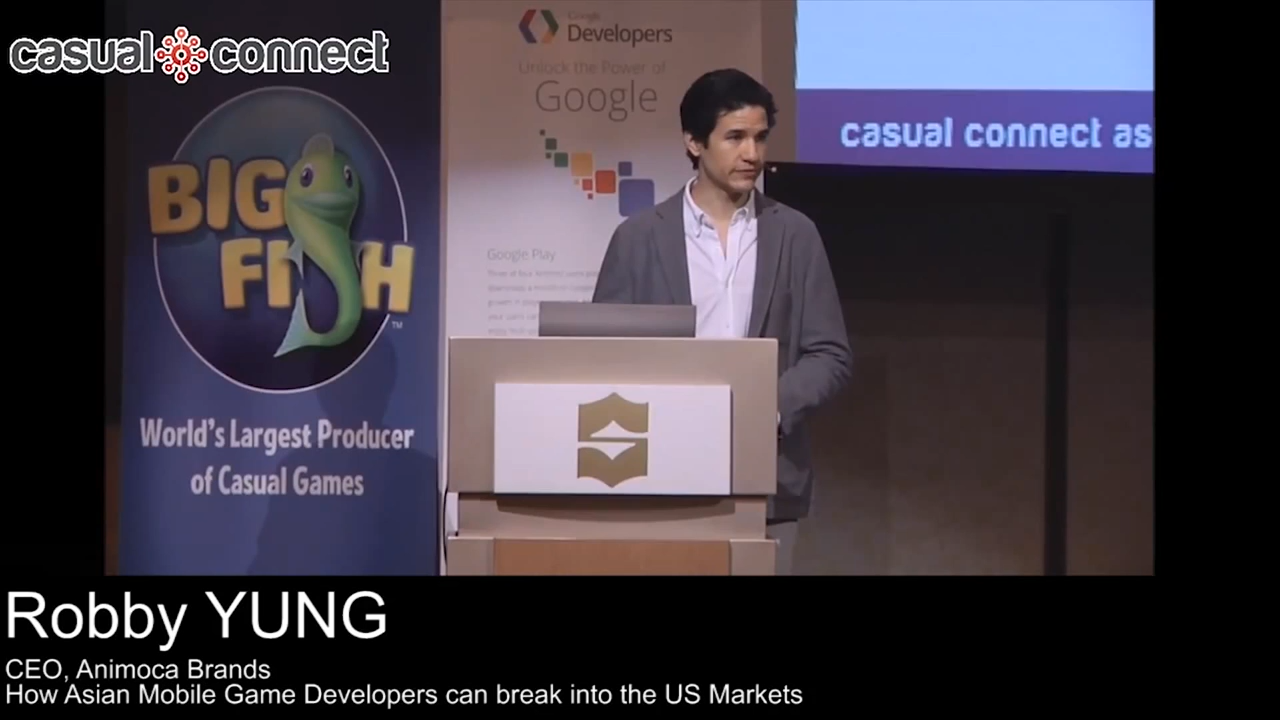 casual connect
BIG
FISH
TM
World's Largest Producer
of Casual Games
Google
Developers
Unlock the Power of
Google
Google Play
casual connect as
Robby YUNG
CEO, Animoca Brands
How Asian Mobile Game Developers can break into the US Markets